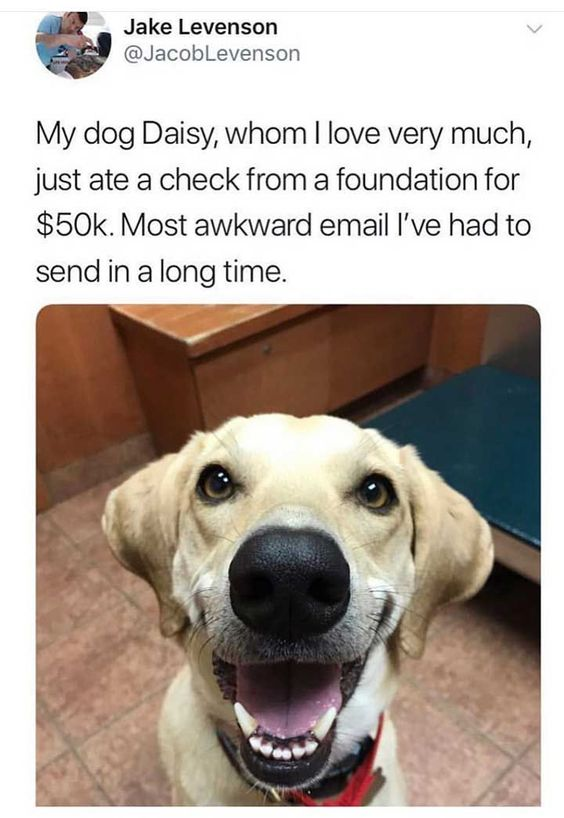 Jake Levenson
@JacobLevenson
My dog Daisy, whom I love very much,
just ate a check from a foundation for
$50k. Most awkward email I've had to
send in a long time.